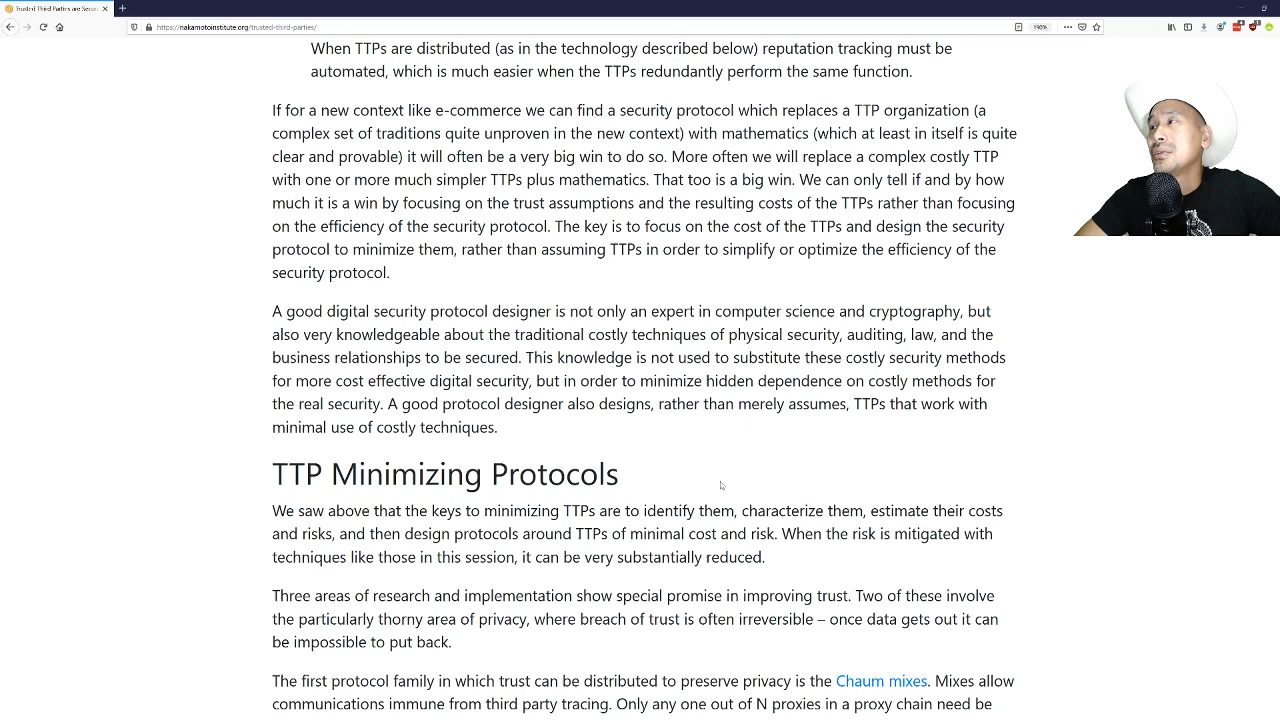 Trusted Third Parties are Secu
https://nakamotoinstitute.org/trusted-third-parties/
190%
When TTPs are distributed (as in the technology described below) reputation tracking must be
automated, which is much easier when the TTPs redundantly perform the same function.
If for a new context like e-commerce we can find a security protocol which replaces a TTP organization (a
complex set of traditions quite unproven in the new context) with mathematics (which at least in itself is quite
clear and provable) it will often be a very big win to do so. More often we will replace a complex costly TTP
with one or more much simpler TTPs plus mathematics. That too is a big win. We can only tell if and by how
much it is a win by focusing on the trust assumptions and the resulting costs of the TTPs rather than focusing
on the efficiency of the security protocol. The key is to focus on the cost of the TTPs and design the security
protocol to minimize them, rather than assuming TTPs in order to simplify or optimize the efficiency of the
security protocol.
A good digital security protocol designer is not only an expert in computer science and cryptography, but
also very knowledgeable about the traditional costly techniques of physical security, auditing, law, and the
business relationships to be secured. This knowledge is not used to substitute these costly security methods
for more cost effective digital security, but in order to minimize hidden dependence on costly methods for
the real security. A good protocol designer also designs, rather than merely assumes, TTPs that work with
minimal use of costly techniques.
TTP Minimizing Protocols
We saw above that the keys to minimizing TTPs are to identify them, characterize them, estimate their costs
and risks, and then design protocols around TTPs of minimal cost and risk. When the risk is mitigated with
techniques like those in this session, it can be very substantially reduced.
Three areas of research and implementation show special promise in improving trust. Two of these involve
the particularly thorny area of privacy, where breach of trust is often irreversible – once data gets out it can
be impossible to put back.
The first protocol family in which trust can be distributed to preserve privacy is the Chaum mixes. Mixes allow
communications immune from third party tracing. Only any one out of N proxies in a proxy chain need be